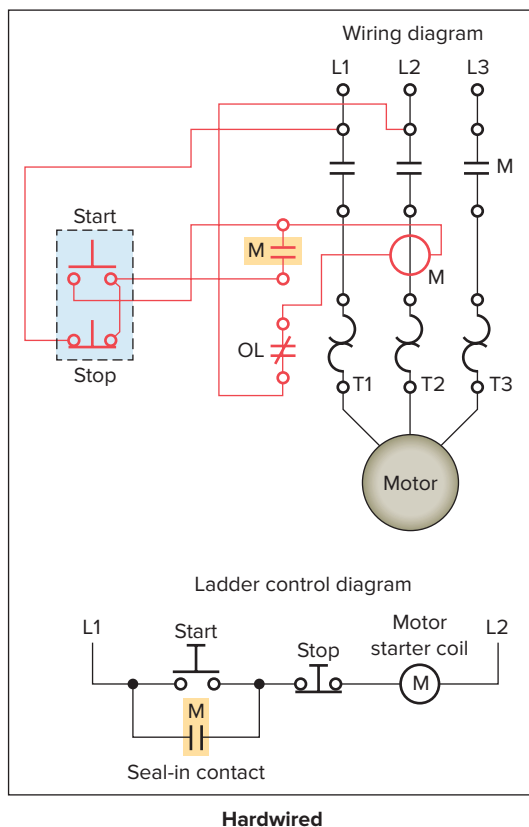 Wiring diagram
L1 L2 L3
M
Start
M
M
OL
Stop
T1 T2 T3
Motor
Ladder control diagram
L1
Start
Stop
Motor
starter coil
L2
M
M
Seal-in contact
Hardwired